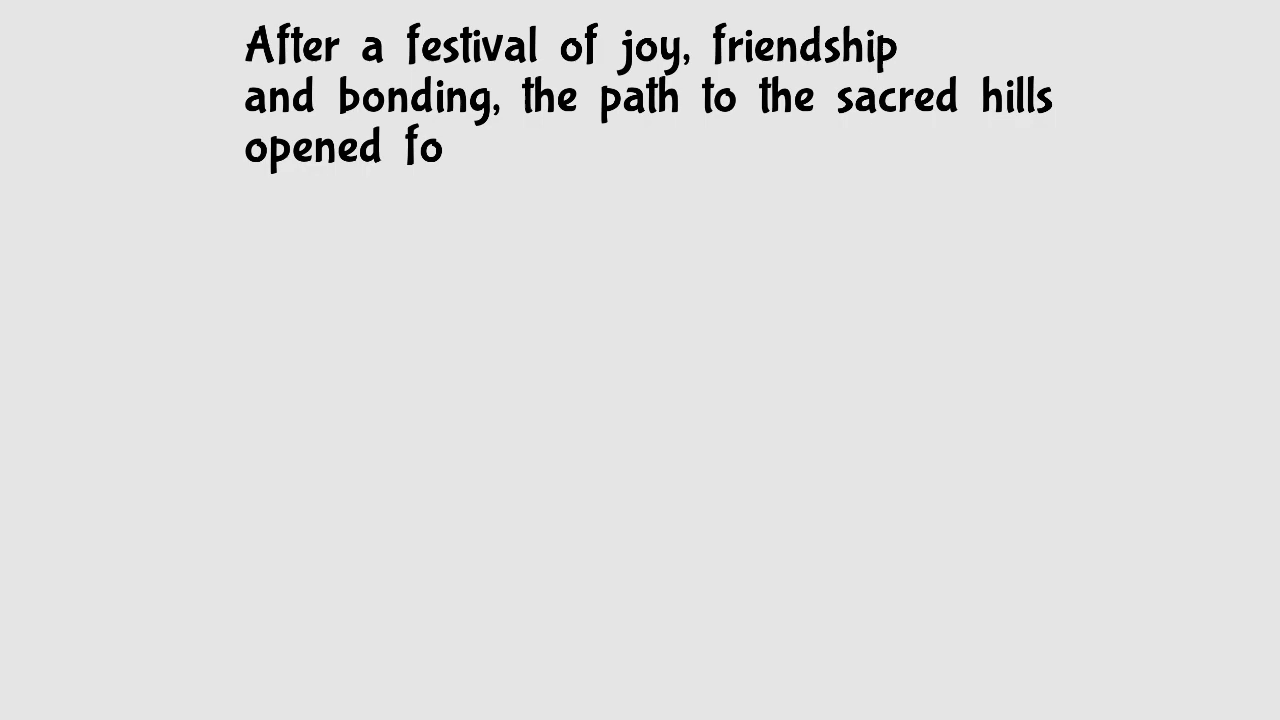 After a festival of joy, friendship
and bonding, the path to the sacred hills
opened fo